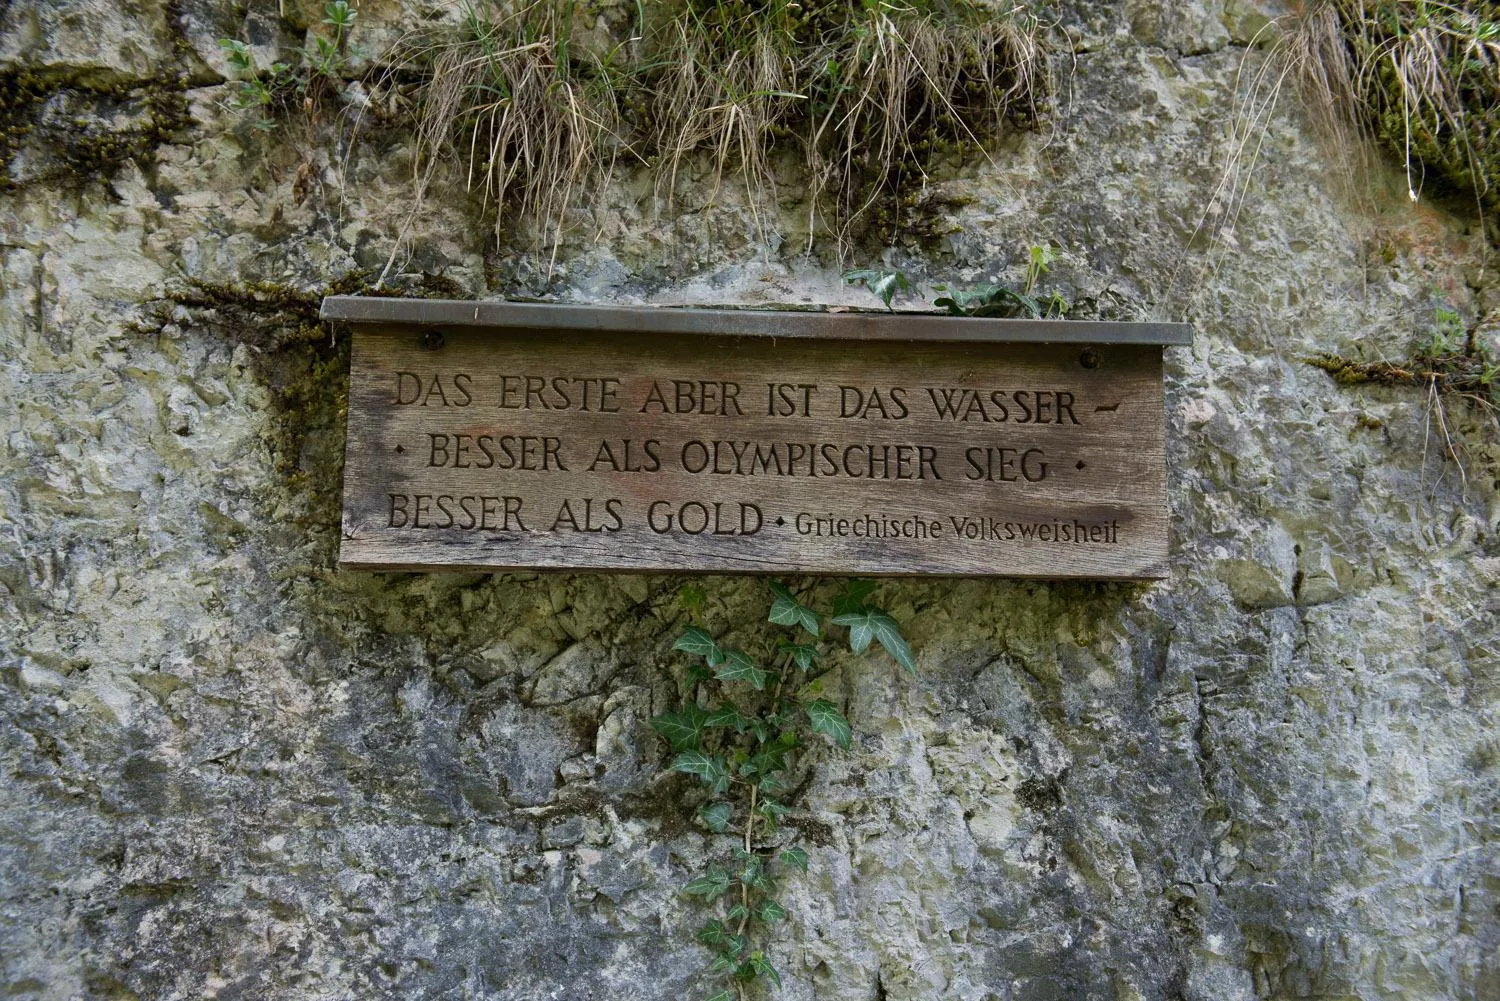 DAS ERSTE ABER IST DAS WASSER –
• BESSER ALS OLYMPISCHER SIEG •
BESSER ALS GOLD • Griechische Volksweisheit